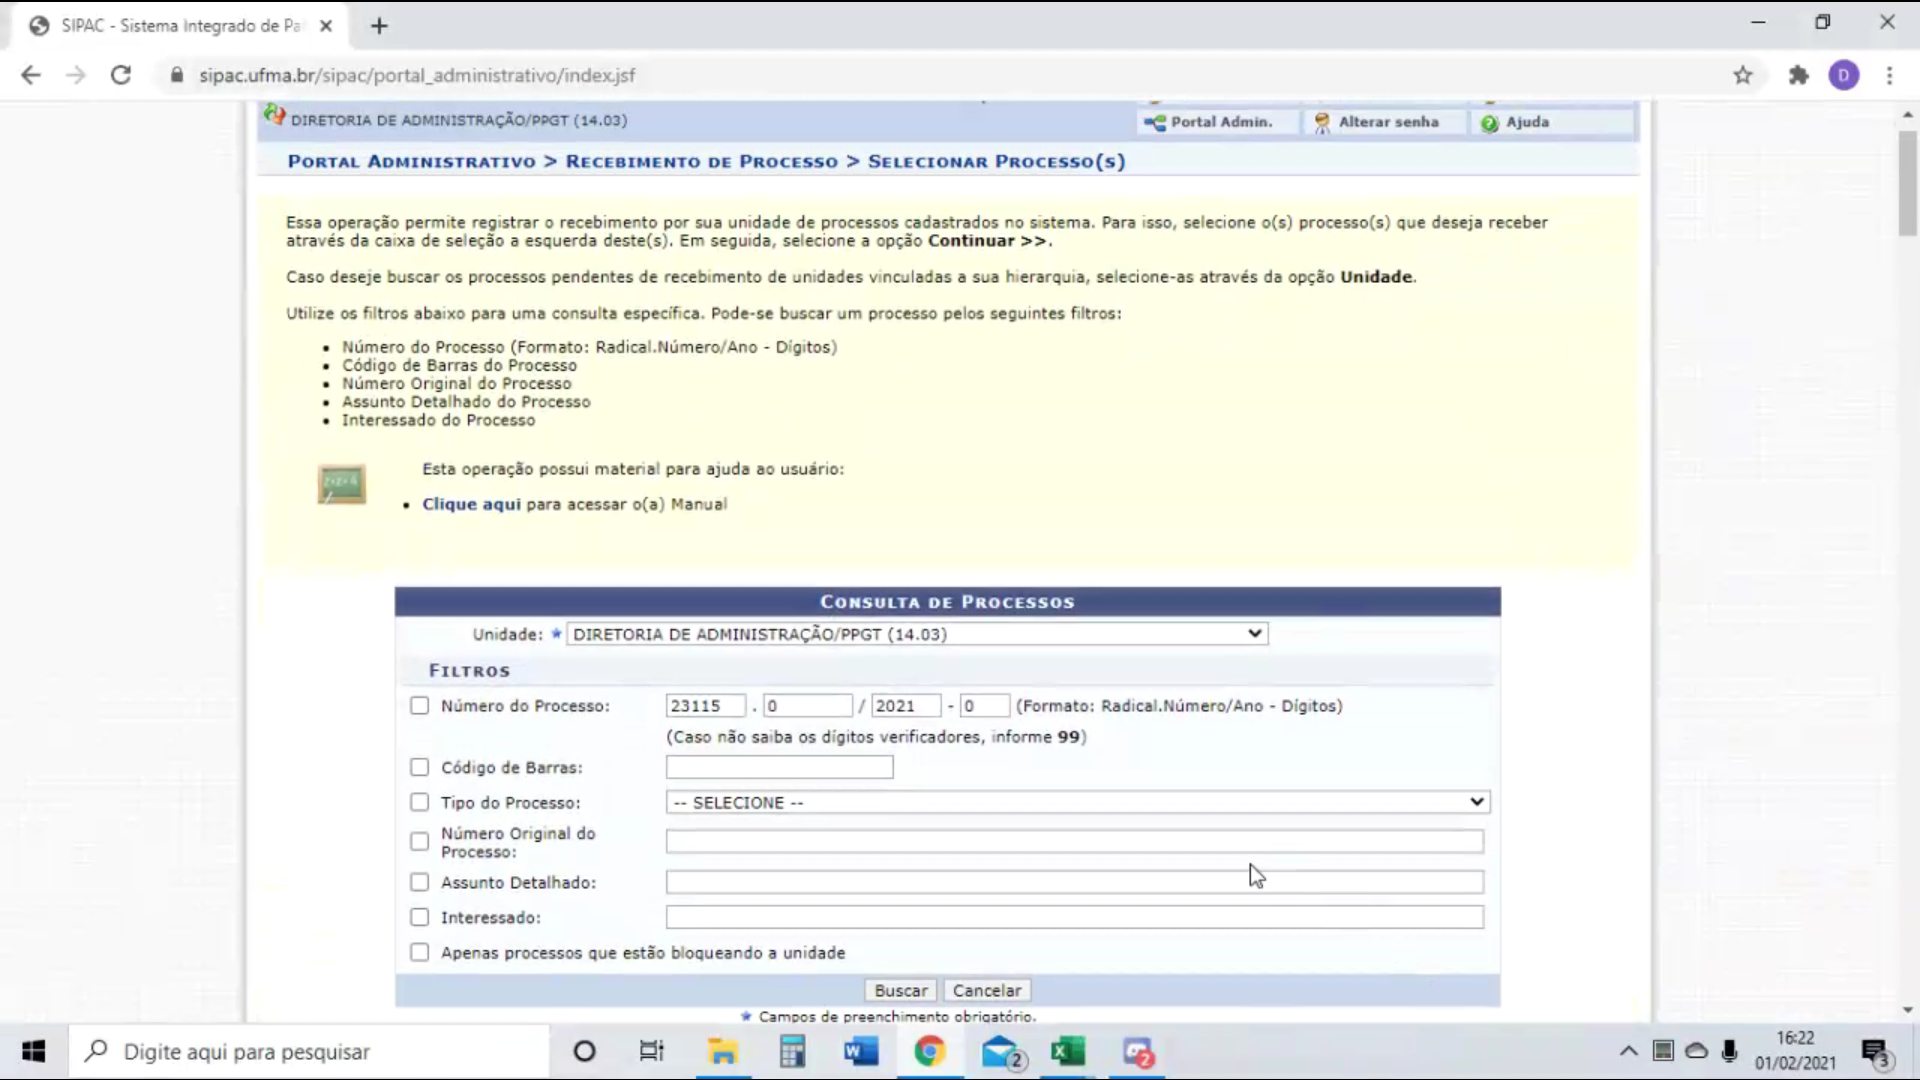 SIPAC - Sistema Integrado de Pa
sipac.ufma.br/sipac/portal_administrativo/index.jsf
D
DIRETORIA DE ADMINISTRAÇÃO/PPGT (14.03)
Portal Admin.
Alterar senha
Ajuda
PORTAL ADMINISTRATIVO > RECEBIMENTO DE PROCESSO > SELECIONAR PROCESSO(S)
Essa operação permite registrar o recebimento por sua unidade de processos cadastrados no sistema. Para isso, selecione o(s) processo(s) que deseja receber
através da caixa de seleção a esquerda deste(s). Em seguida, selecione a opção Continuar >>.
Caso deseje buscar os processos pendentes de recebimento de unidades vinculadas a sua hierarquia, selecione-as através da opção Unidade.
Utilize os filtros abaixo para uma consulta específica. Pode-se buscar um processo pelos seguintes filtros:
• Número do Processo (Formato: Radical.Número/Ano - Dígitos)
• Código de Barras do Processo
• Número Original do Processo
• Assunto Detalhado do Processo
• Interessado do Processo
Esta operação possui material para ajuda ao usuário:
• Clique aqui para acessar o(a) Manual
CONSULTA DE PROCESSOS
Unidade: ★ DIRETORIA DE ADMINISTRAÇÃO/PPGT (14.03)
FILTROS
Número do Processo: 23115 . 0 / 2021 - 0 (Formato: Radical.Número/Ano - Dígitos)
(Caso não saiba os dígitos verificadores, informe 99)
Código de Barras:
Tipo do Processo: -- SELECIONE --
Número Original do
Processo:
Assunto Detalhado:
Interessado:
Apenas processos que estão bloqueando a unidade
Buscar Cancelar
★ Campos de preenchimento obrigatório.
Digite aqui para pesquisar
W
2
X
2
16:22
01/02/2021
3